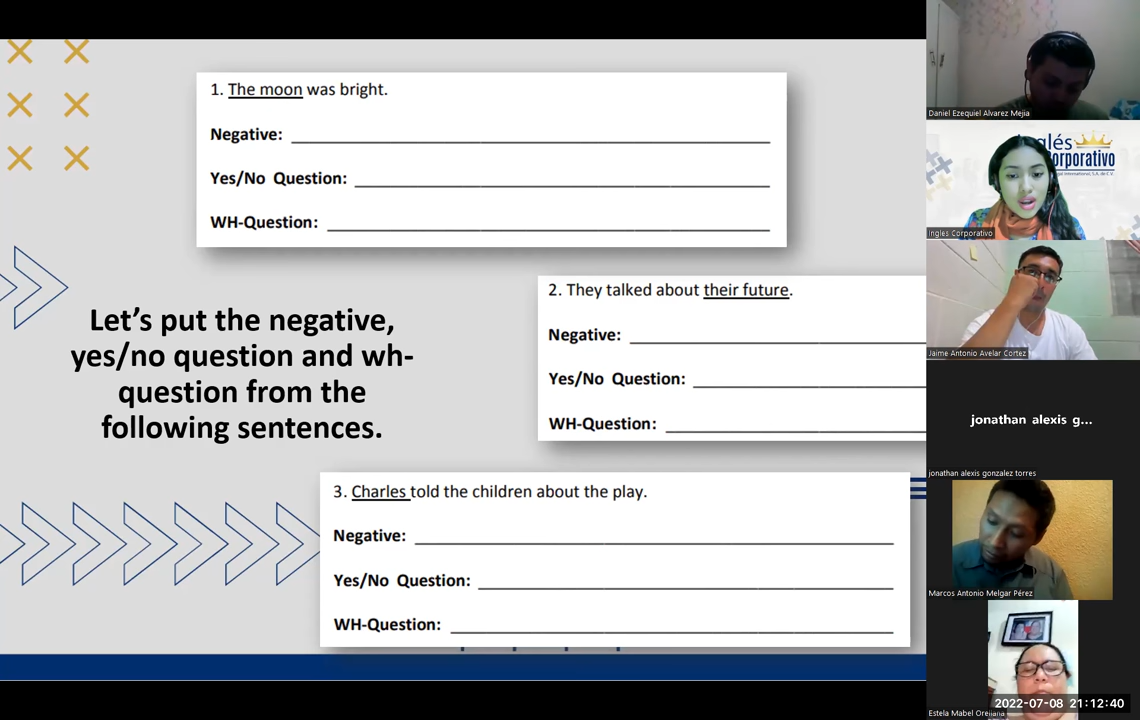 1. The moon was bright.
Negative:
Yes/No Question:
WH-Question:
Let's put the negative,
yes/no question and wh-
question from the
following sentences.
2. They talked about their future.
Negative:
Yes/No Question:
WH-Question:
3. Charles told the children about the play.
Negative:
Yes/No Question:
WH-Question:
Daniel Ezequiel Alvarez Mejia
glés
orporativo
Ingles Corporativo
Jaime Antonio Avelar Cortez
jonathan alexis g...
jonathan alexis gonzalez torres
Marcos Antonio Melgar Pérez
2022-07-08 21:12:40
Estela Mabel Orellana